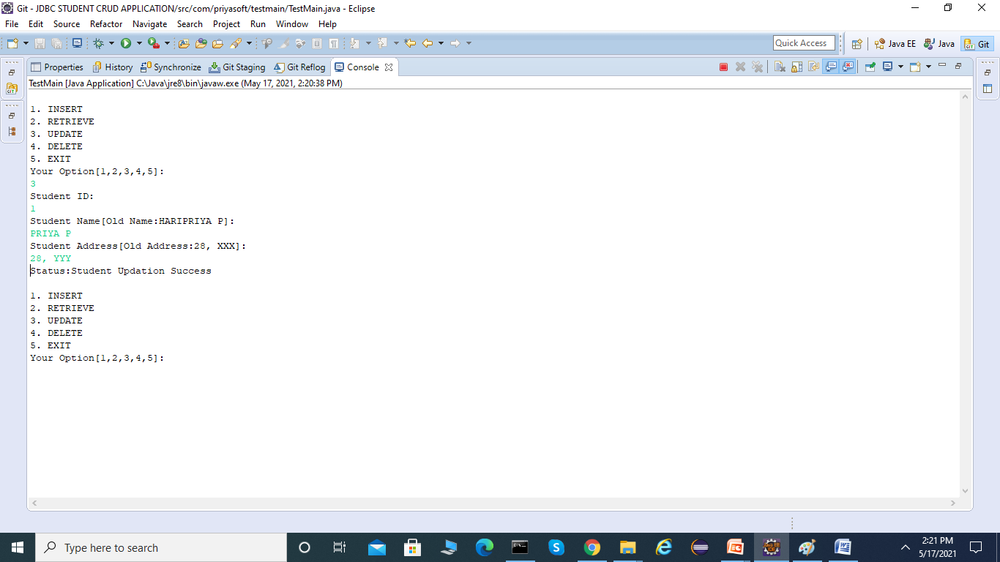 Git - JDBC STUDENT CRUD APPLICATION/src/com/priyasoft/testmain/TestMain.java - Eclipse
File Edit Source Refactor Navigate Search Project Run Window Help
Quick Access Java EE Java Git
Properties History Synchronize Git Staging Git Reflog Console
TestMain [Java Application] C:\Java\jre8\bin\javaw.exe (May 17, 2021, 2:20:38 PM)
1. INSERT
2. RETRIEVE
3. UPDATE
4. DELETE
5. EXIT
Your Option[1,2,3,4,5]:
3
Student ID:
1
Student Name[Old Name:HARIPRIYA P]:
PRIYA P
Student Address[Old Address:28, XXX]:
28, YYY
Status:Student Updation Success
1. INSERT
2. RETRIEVE
3. UPDATE
4. DELETE
5. EXIT
Your Option[1,2,3,4,5]:
Type here to search
2:21 PM
5/17/2021